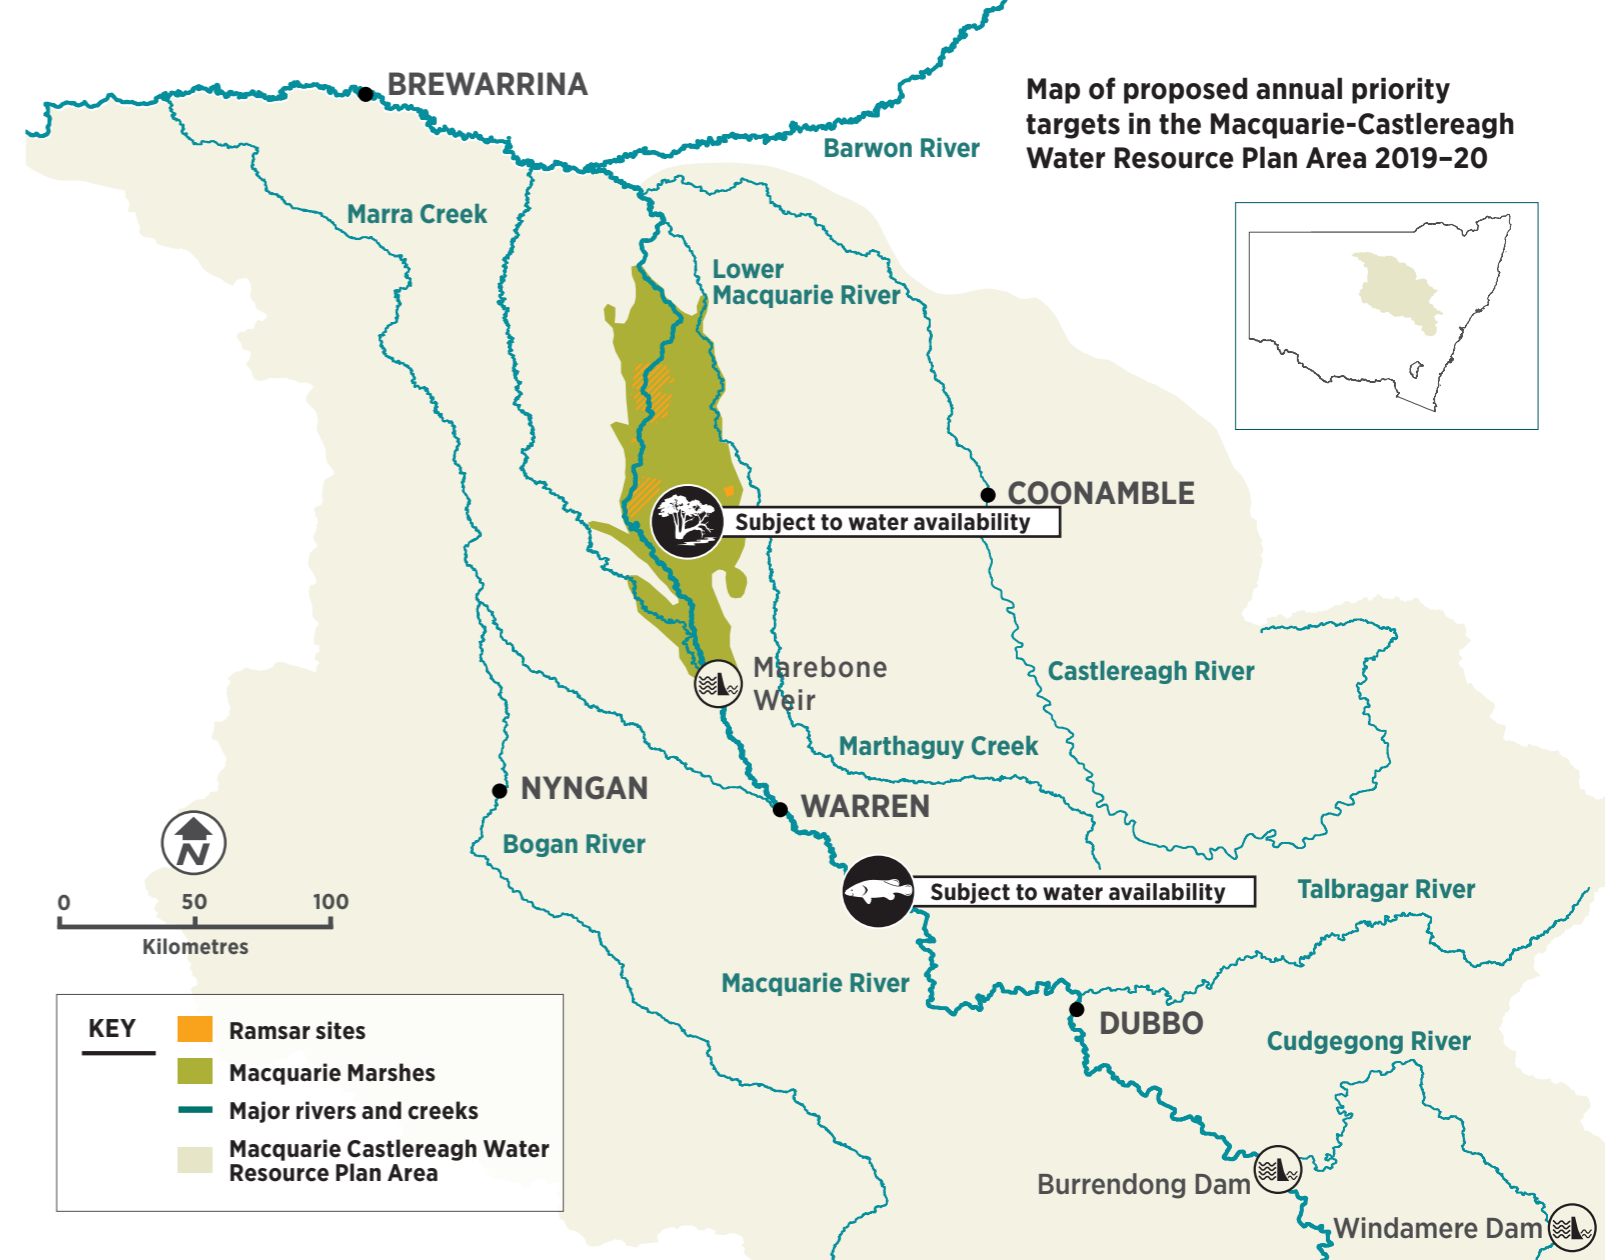 BREWARRINA
Map of proposed annual priority
targets in the Macquarie-Castlereagh
Water Resource Plan Area 2019–20
Barwon River
Marra Creek
Lower
Macquarie River
COONAMBLE
Subject to water availability
Marebone
Weir
Castlereagh River
Marthaguy Creek
NYNGAN
WARREN
Bogan River
N
Subject to water availability
Talbragar River
0 50 100
Kilometres
Macquarie River
DUBBO
Cudgegong River
KEY
Ramsar sites
Macquarie Marshes
Major rivers and creeks
Macquarie Castlereagh Water
Resource Plan Area
Burrendong Dam
Windamere Dam